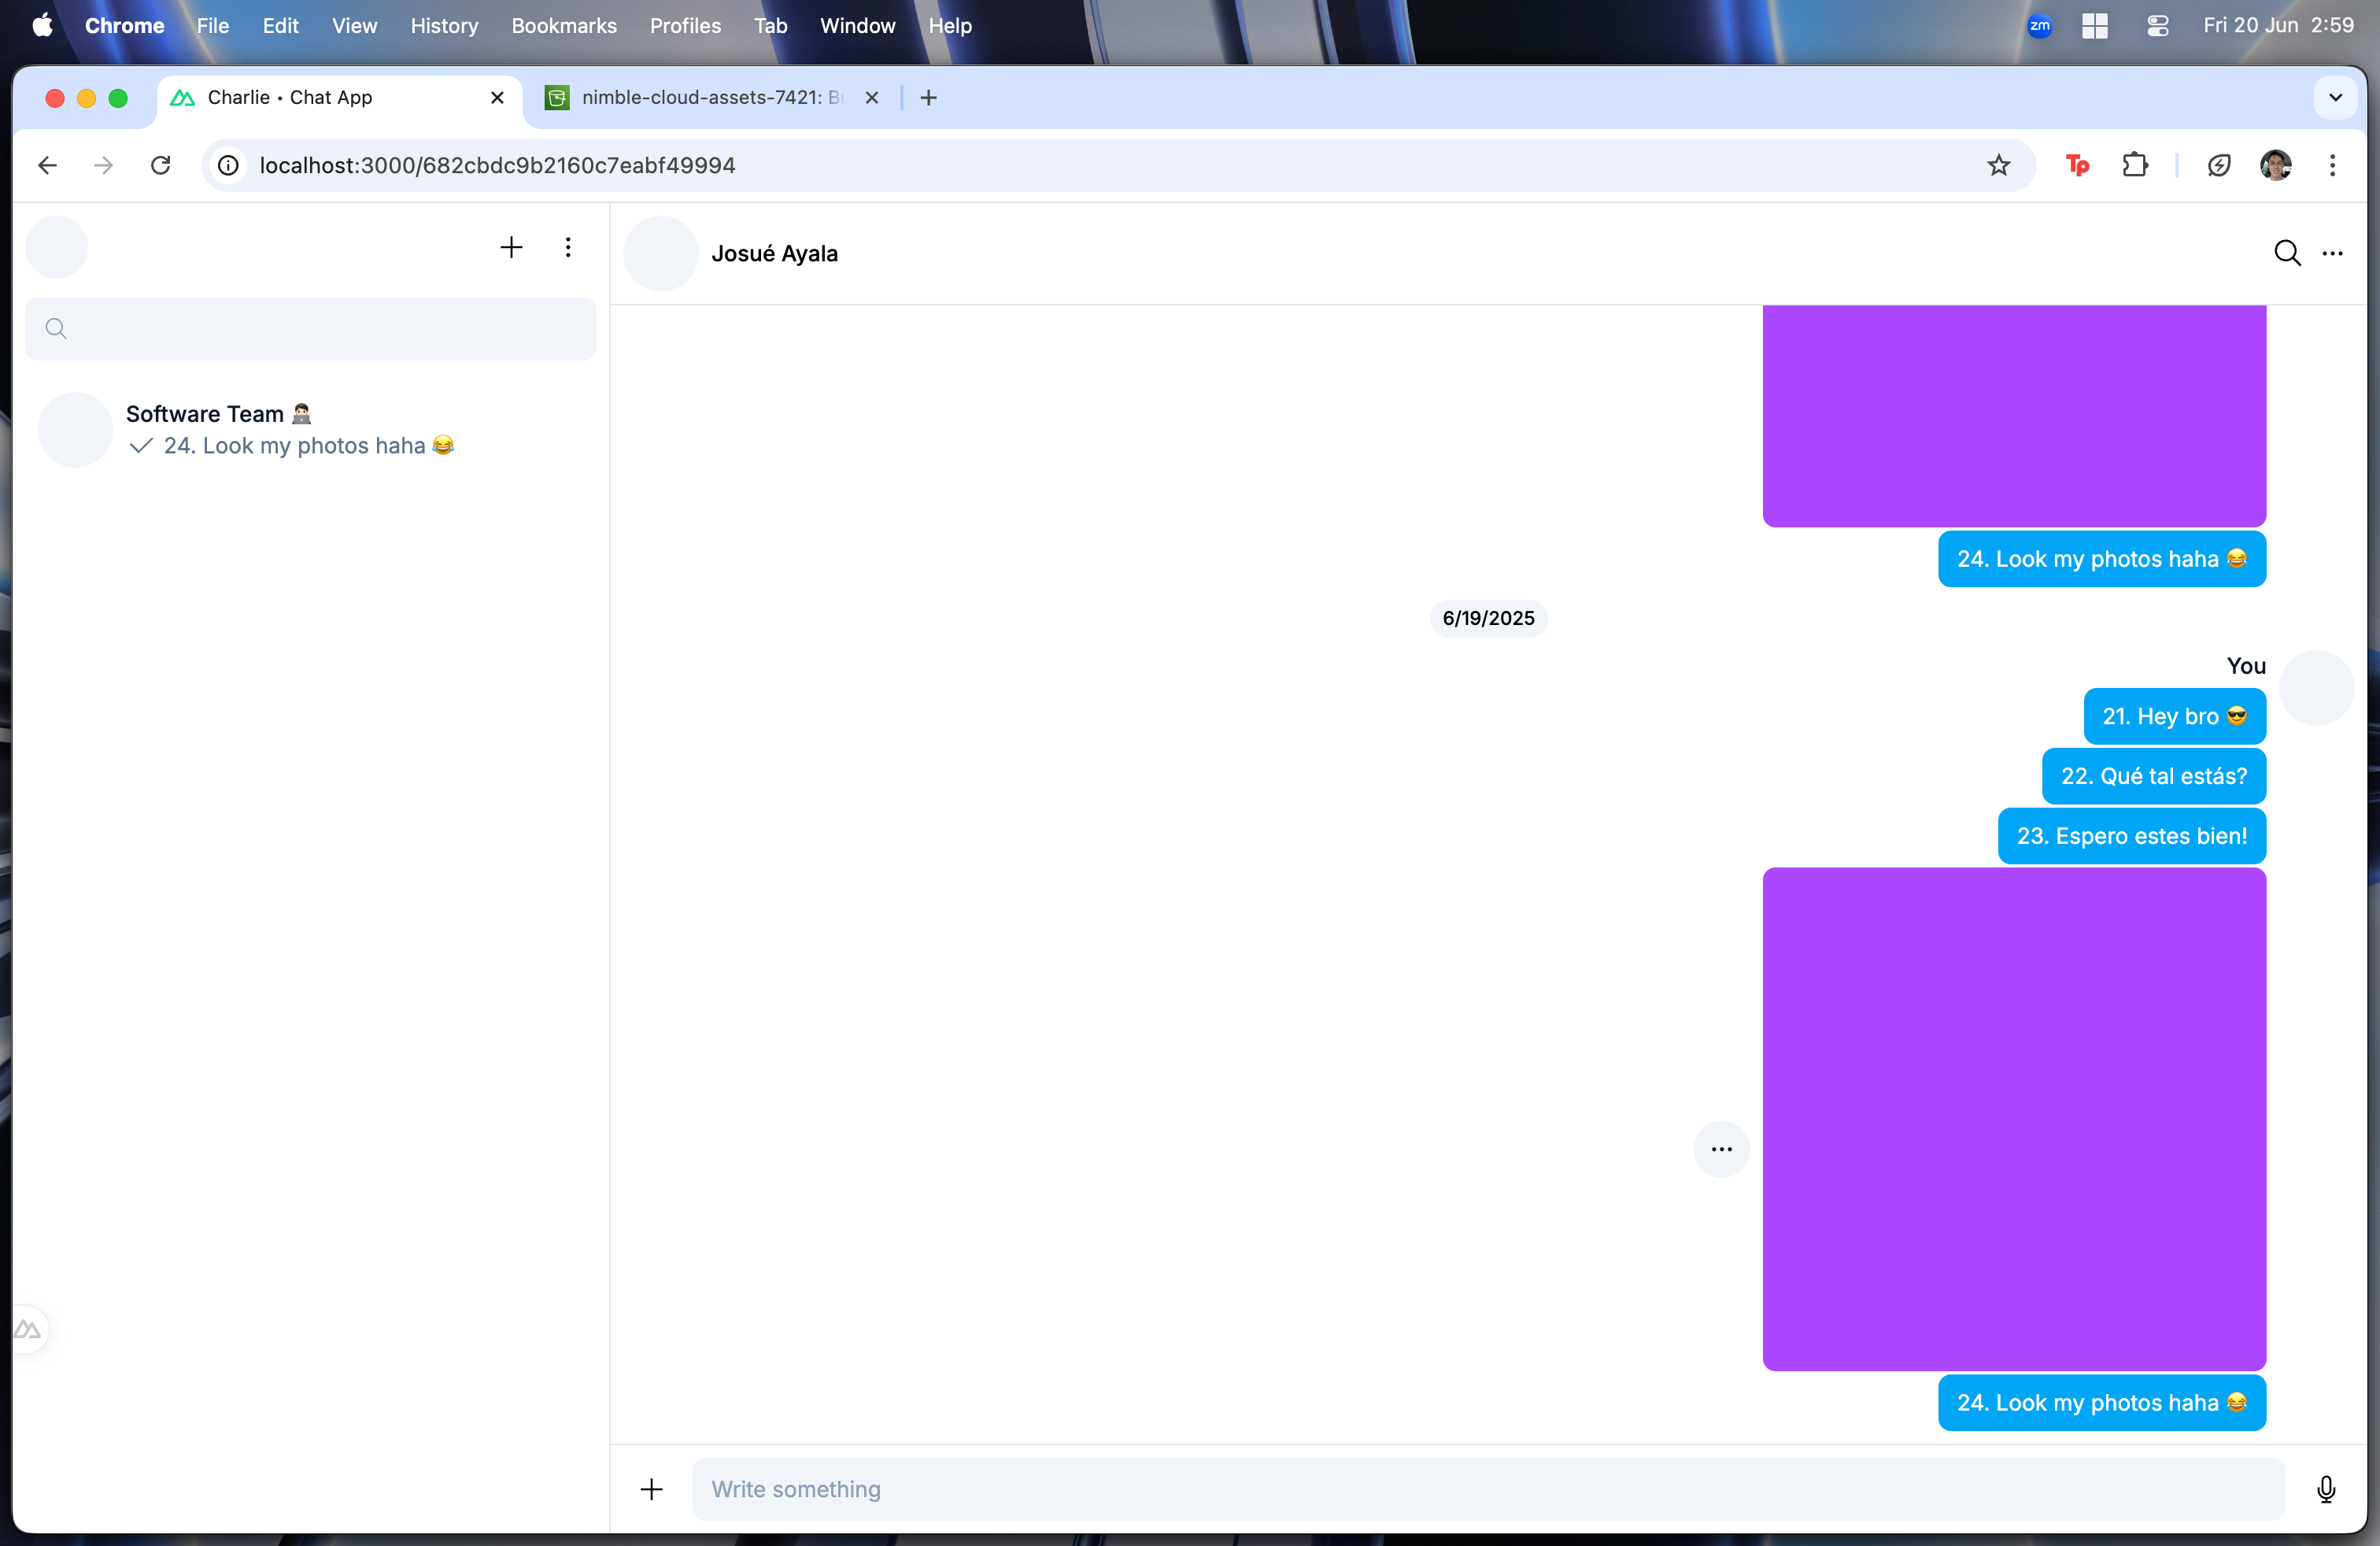 Chrome File Edit View History Bookmarks Profiles Tab Window Help zm Fri 20 Jun 2:59
Charlie • Chat App nimble-cloud-assets-7421:
localhost:3000/682cbdc9b2160c7eabf49994 Tp
Josué Ayala
Software Team 🧑🏻‍💻
24. Look my photos haha 😂
24. Look my photos haha 😂
6/19/2025
You
21. Hey bro 😎
22. Qué tal estás?
23. Espero estes bien!
24. Look my photos haha 😂
Write something